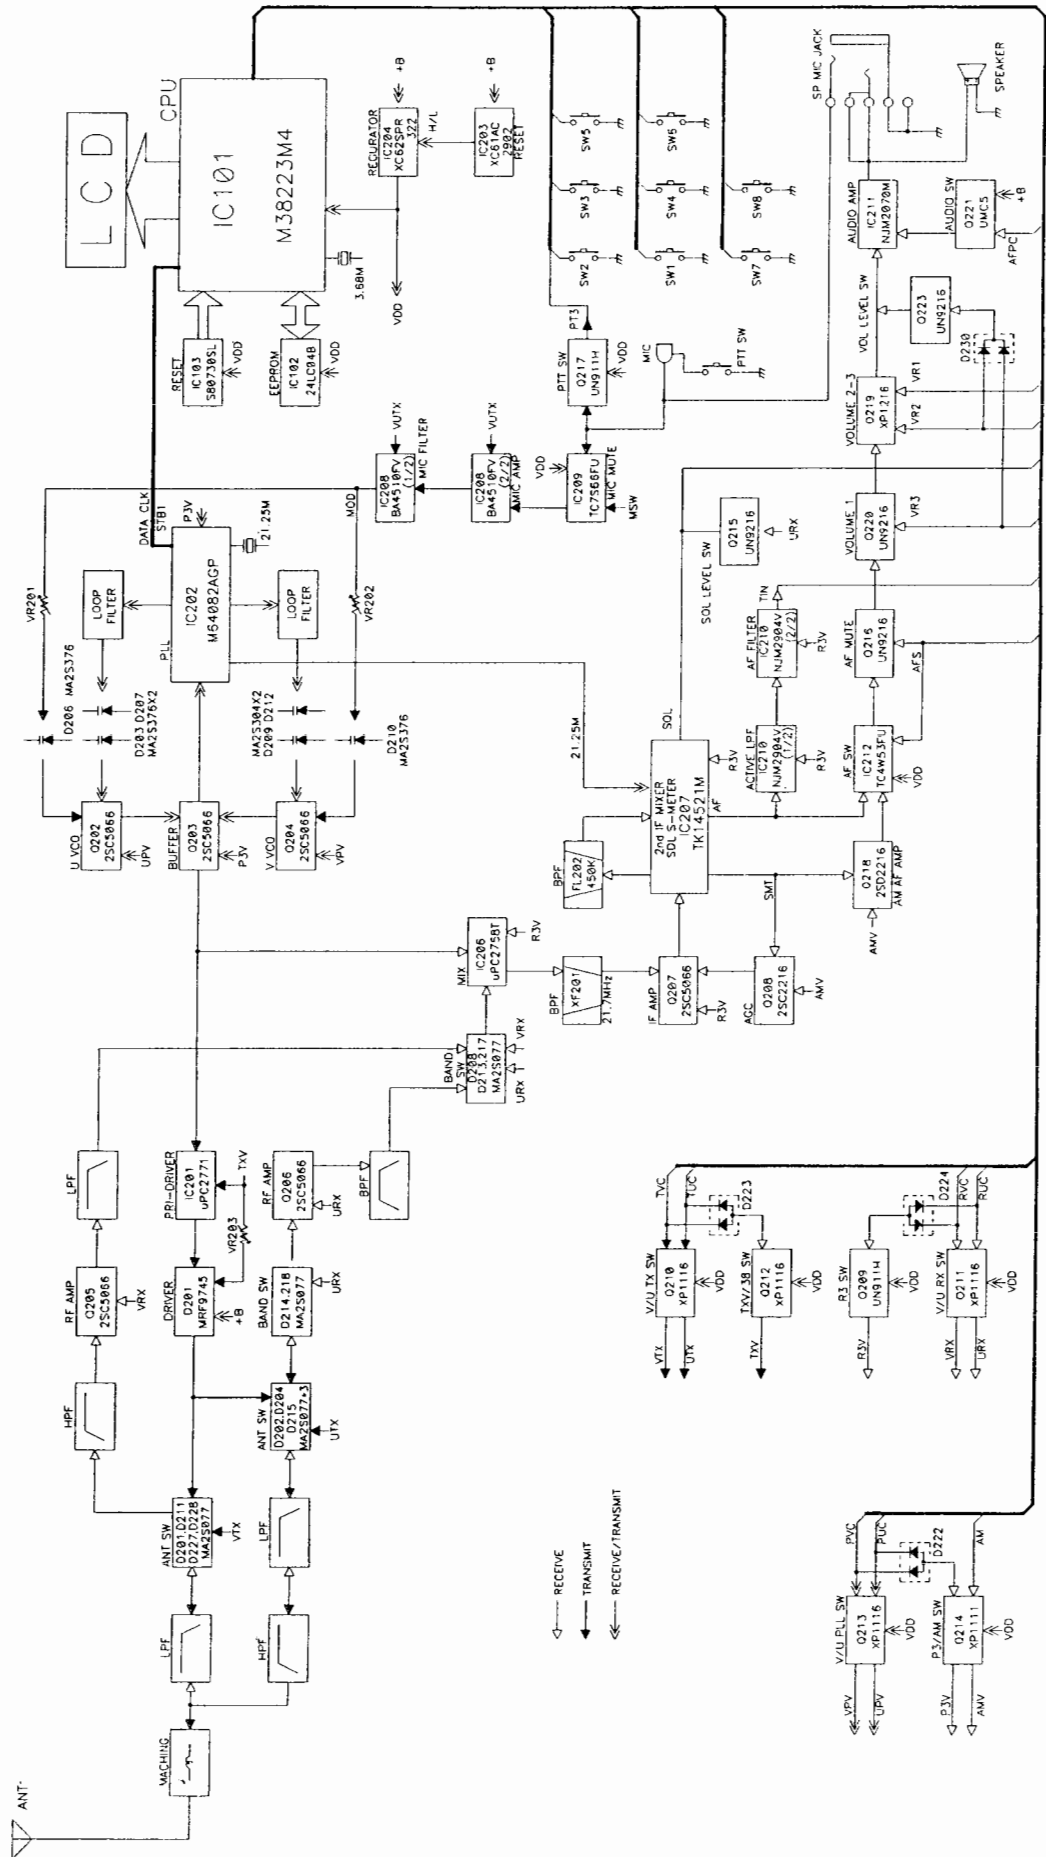 ANT-
MACHING
LPF
HPF
ANT SW
D201,D211
D227,D228
MA2S077
VTX
HPF
LPF
RF AMP
Q205
2SC5066
VRX
LPF
DRIVER
Q201
MRF9745
+B
PRI-DRIVER
IC201
uPC2771
TXV
VR203
ANT SW
D202,D204
D215
MA2S077*3
UTX
BAND SW
D214,218
MA2S077
URX
RF AMP
Q206
2SC5066
URX
BPF
BAND
SW
D208
D213,217
MA2S077
URX
VRX
MIX
IC206
uPC2758T
R3V
BPF
XF201
21.7MHz
IF AMP
Q207
2SC5066
R3V
AGC
Q208
2SC2216
AMV
BPF
FL202
450K
2nd IF MIXER
SQL S-METER
IC207
TK14521M
AF
R3V
SMT
SQL
21.25M
U VCO
Q202
2SC5066
UPV
BUFFER
Q203
2SC5066
P3V
V VCO
Q204
2SC5066
VPV
D206 MA2S376
D203 D207
MA2S376X2
MA2S304X2
D209 D212
D210
MA2S376
LOOP
FILTER
LOOP
FILTER
PLL
IC202
M64082AGP
P3V
21.25M
DATA CLK
STB1
VR201
VR202
MOD
VUTX
IC208
BA4510FV
(1/2)
MIC FILTER
VUTX
IC208
BA4510FV
(2/2)
MIC AMP
VDD
IC209
TC7S66FU
MIC MUTE
MSW
PTT SW
Q217
UN911H
VDD
PT3
MIC
PTT SW
LCD
CPU
IC101
M38223M4
3.68M
RESET
IC103
S80730SL
VDD
EEPROM
IC102
24LC04B
VDD
RECURATOR
IC204
XC62SPR
322
+B
H/L
IC203
XC61AC
2902
RESET
+B
VDD
SW2
SW3
SW5
SW1
SW4
SW6
SW7
SW8
SQL LEVEL SW
Q215
UN9216
URX
ACTIVE LPF
IC210
NJM2904V
(1/2)
R3V
AF FILTER
IC210
NJM2904V
(2/2)
R3V
TIN
AM AF AMP
Q218
2SD2216
AMV
AF SW
IC212
TC4W53FU
VDD
AF MUTE
Q216
UN9216
AFS
VOLUME 1
Q220
UN9216
VR3
VOLUME 2-3
Q219
XP1216
VR2
VR1
D230
VOL LEVEL SW
Q223
UN9216
AUDIO AMP
IC211
NJM2070M
AUDIO SW
Q221
UMC5
+B
AFPC
SP MIC JACK
SPEAKER
V/U TX SW
Q210
XP1116
VDD
VTX
UTX
TVC
TUC
D223
TXV/3B SW
Q212
XP1116
VDD
TXV
R3 SW
Q209
UN911H
VDD
R3V
D224
RVC
RUC
V/U RX SW
Q211
XP1116
VDD
VRX
URX
V/U PLL SW
Q213
XP1116
VDD
VPV
UPV
PVC
PUC
D222
P3/AM SW
Q214
XP1111
VDD
P3V
AMV
AM
RECEIVE
TRANSMIT
RECEIVE/TRANSMIT